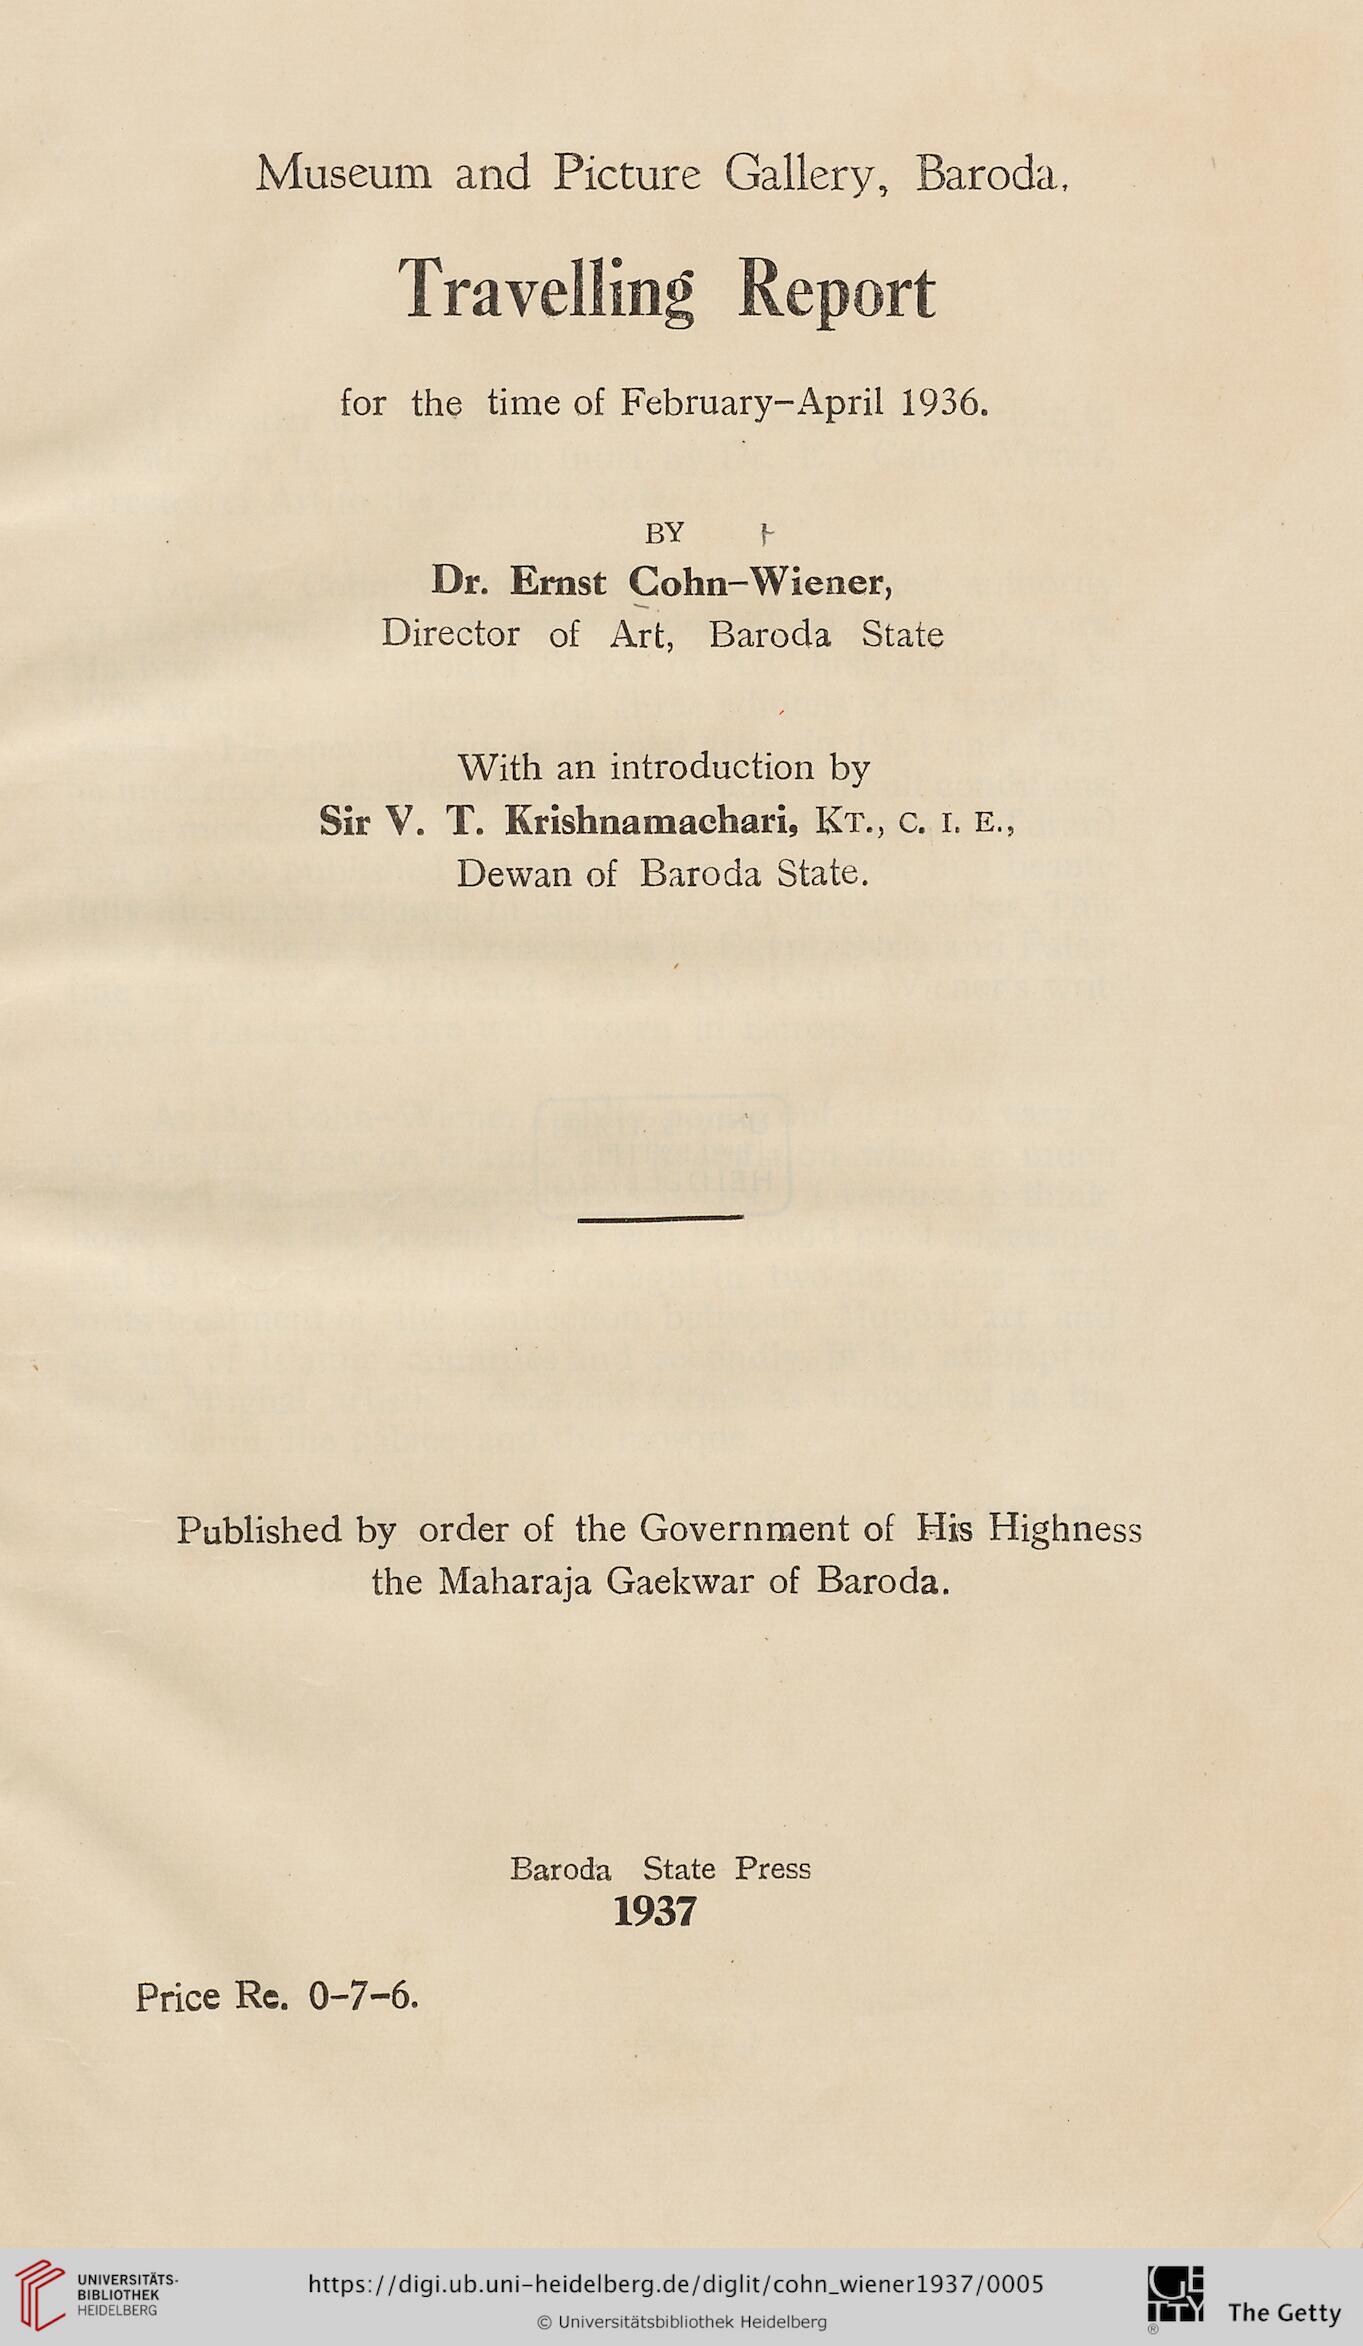 Museum and Picture Gallery, Baroda.
Travelling Report
for the time of February-April 1936.
BY
Dr. Ernst Cohn-Wiener,
Director of Art, Baroda State
With an introduction by
Sir V. T. Krishnamachari, KT., C. I. E.,
Dewan of Baroda State.
Published by order of the Government of His Highness
the Maharaja Gaekwar of Baroda.
Baroda State Press
1937
Price Re. 0-7-6.
UNIVERSITÄTS-
BIBLIOTHEK
HEIDELBERG
https://digi.ub.uni-heidelberg.de/diglit/cohn_wiener1937/0005
© Universitätsbibliothek Heidelberg
GE
TTY
®
The Getty